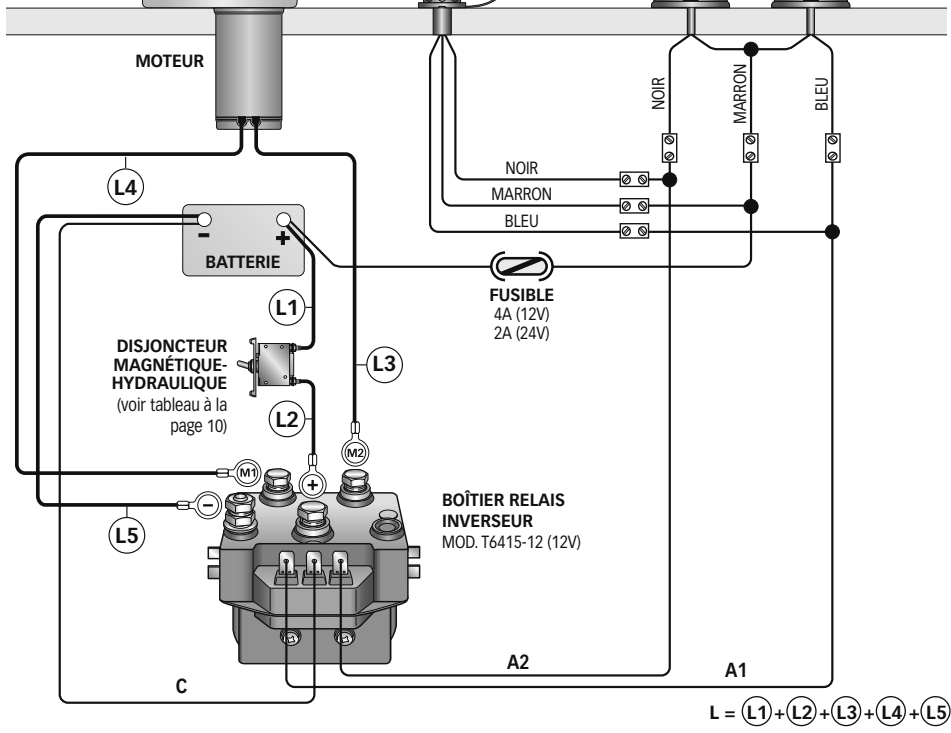 MOTEUR
NOIR
MARRON
BLEU
L4
NOIR
MARRON
BLEU
-
+
BATTERIE
L1
FUSIBLE
4A (12V)
2A (24V)
DISJONCTEUR
MAGNÉTIQUE-
HYDRAULIQUE
(voir tableau à la
page 10)
L3
L2
M2
M1
+
-
L5
BOÎTIER RELAIS
INVERSEUR
MOD. T6415-12 (12V)
A2
A1
C
L = L1+L2+L3+L4+L5